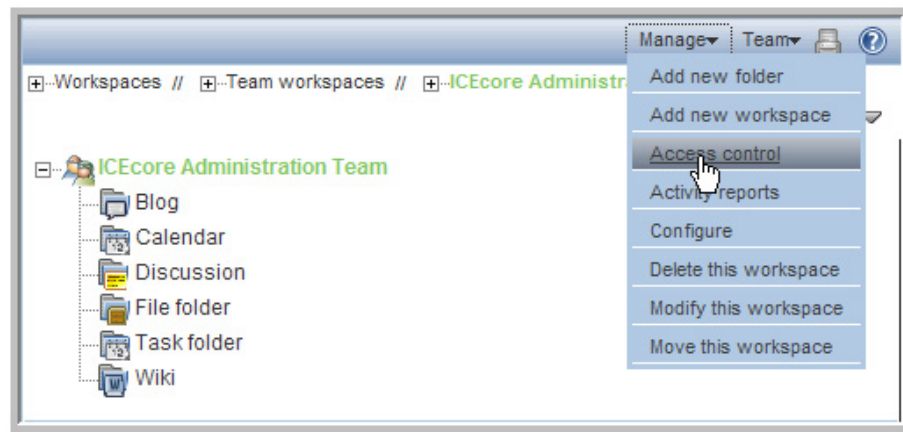 Manage Team
Workspaces // Team workspaces // ICEcore Administr
Add new folder
Add new workspace
Access control
Activity reports
Configure
Delete this workspace
Modify this workspace
Move this workspace
ICEcore Administration Team
Blog
Calendar
Discussion
File folder
Task folder
Wiki